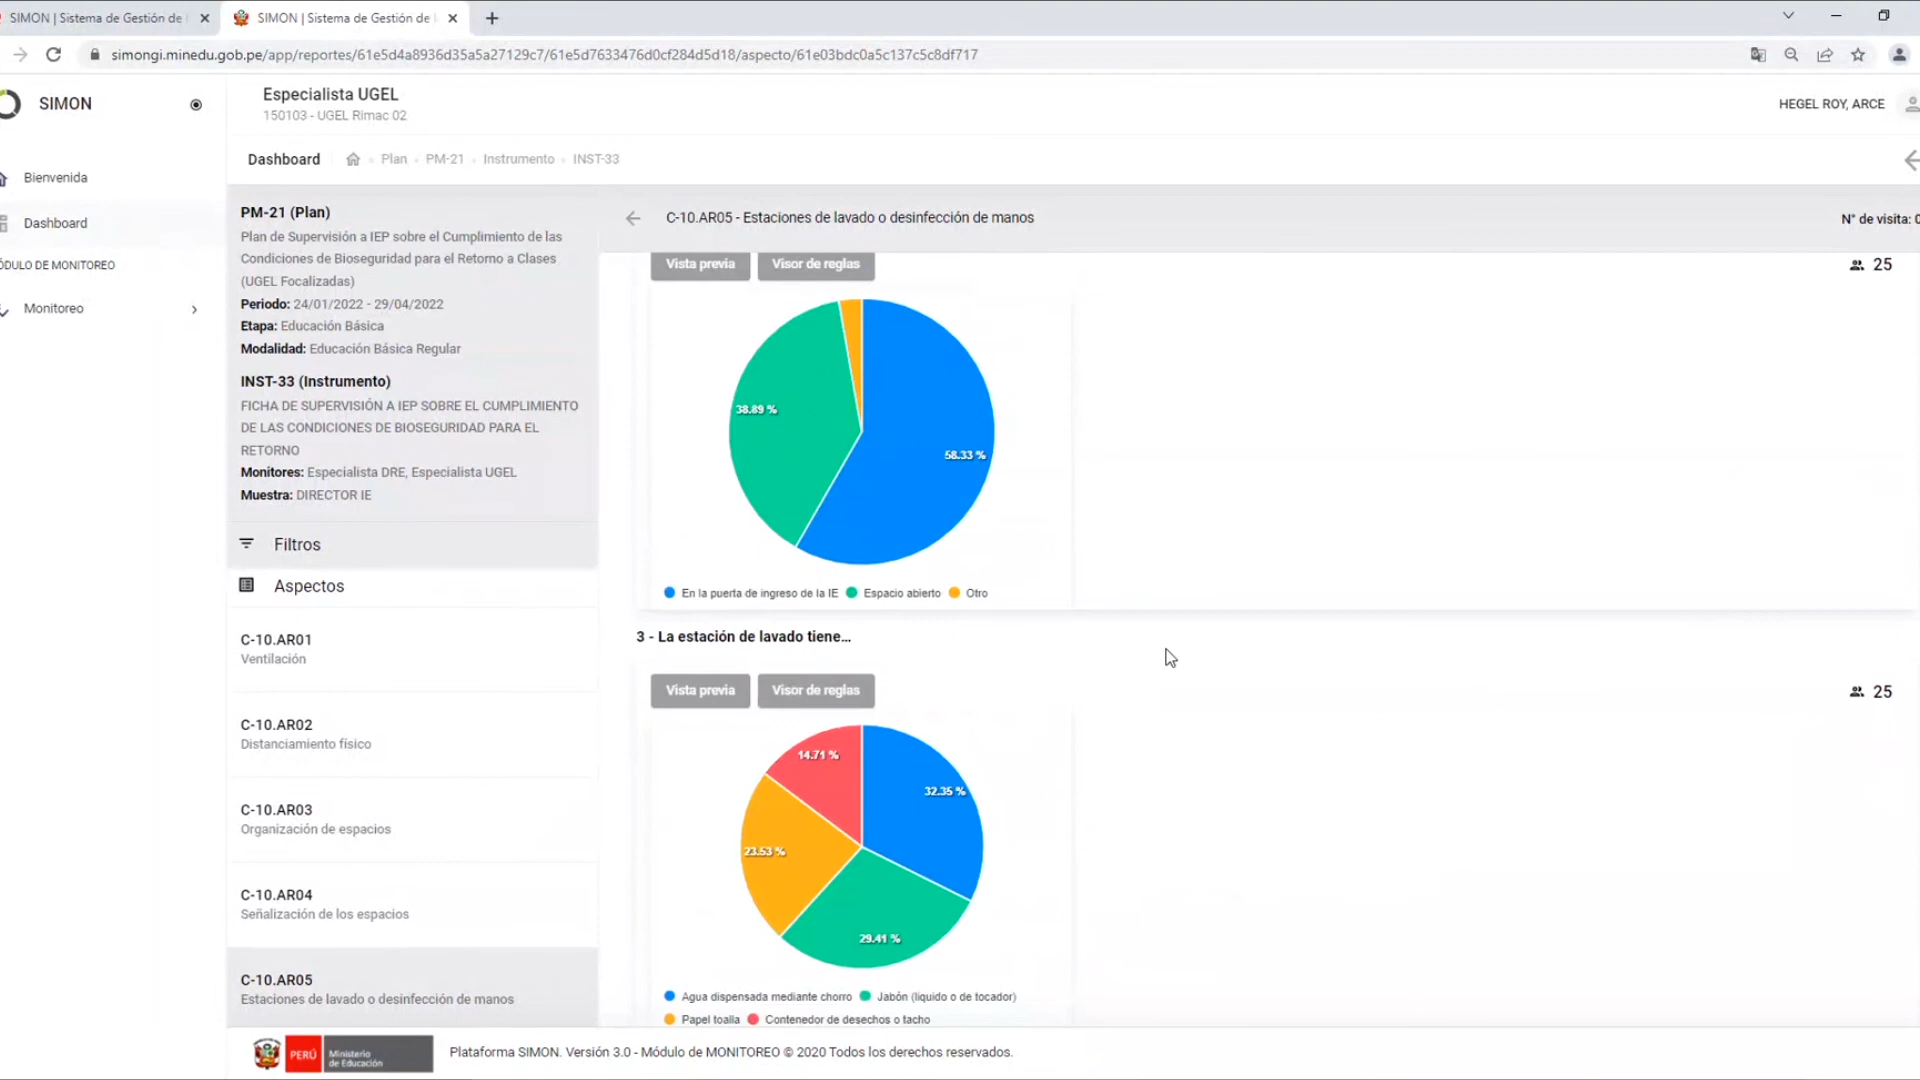 SIMON | Sistema de Gestión de
SIMON | Sistema de Gestión de
simongi.minedu.gob.pe/app/reportes/61e5d4a8936d35a5a27129c7/61e5d7633476d0cf284d5d18/aspecto/61e03bdc0a5c137c5c8df717
SIMON
Especialista UGEL
150103 - UGEL Rimac 02
HEGEL ROY, ARCE
Dashboard
Plan
PM-21
Instrumento
INST-33
Bienvenida
Dashboard
ÓDULO DE MONITOREO
Monitoreo
PM-21 (Plan)
Plan de Supervisión a IEP sobre el Cumplimiento de las
Condiciones de Bioseguridad para el Retorno a Clases
(UGEL Focalizadas)
Periodo: 24/01/2022 - 29/04/2022
Etapa: Educación Básica
Modalidad: Educación Básica Regular
INST-33 (Instrumento)
FICHA DE SUPERVISIÓN A IEP SOBRE EL CUMPLIMIENTO
DE LAS CONDICIONES DE BIOSEGURIDAD PARA EL
RETORNO
Monitores: Especialista DRE, Especialista UGEL
Muestra: DIRECTOR IE
Filtros
Aspectos
C-10.AR01
Ventilación
C-10.AR02
Distanciamiento físico
C-10.AR03
Organización de espacios
C-10.AR04
Señalización de los espacios
C-10.AR05
Estaciones de lavado o desinfección de manos
C-10.AR05 - Estaciones de lavado o desinfección de manos
N° de visita: 0
Vista previa
Visor de reglas
25
38.89 %
58.33 %
En la puerta de ingreso de la IE
Espacio abierto
Otro
3 - La estación de lavado tiene...
Vista previa
Visor de reglas
25
14.71 %
32.35 %
23.53 %
29.41 %
Agua dispensada mediante chorro
Jabón (líquido o de tocador)
Papel toalla
Contenedor de desechos o tacho
PERÚ
Ministerio
de Educación
Plataforma SIMON. Versión 3.0 - Módulo de MONITOREO © 2020 Todos los derechos reservados.